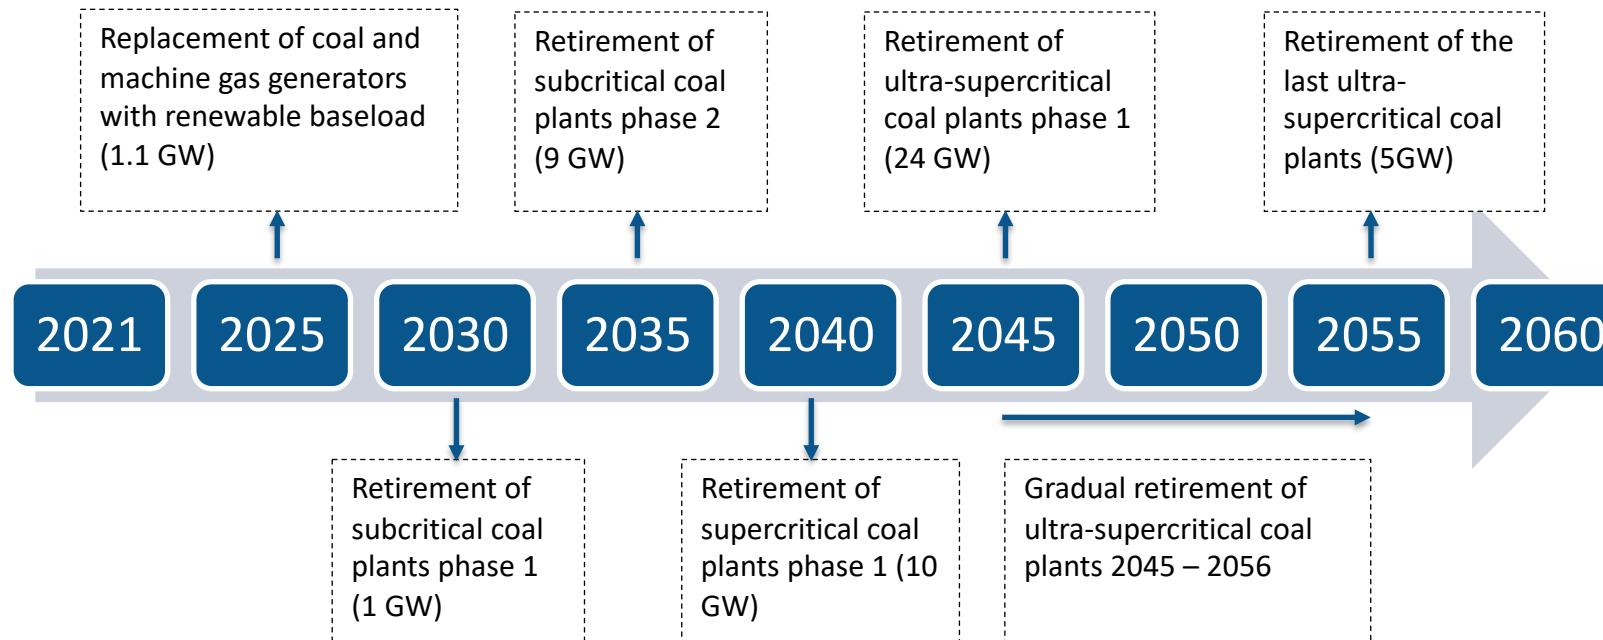 Replacement of coal and
machine gas generators
with renewable baseload
(1.1 GW)
Retirement of
subcritical coal
plants phase 2
(9 GW)
Retirement of
ultra-supercritical
coal plants phase 1
(24 GW)
Retirement of the
last ultra-
supercritical coal
plants (5GW)
2021
2025
2030
2035
2040
2045
2050
2055
2060
Retirement of
subcritical coal
plants phase 1
(1 GW)
Retirement of
supercritical coal
plants phase 1 (10
GW)
Gradual retirement of
ultra-supercritical coal
plants 2045 – 2056